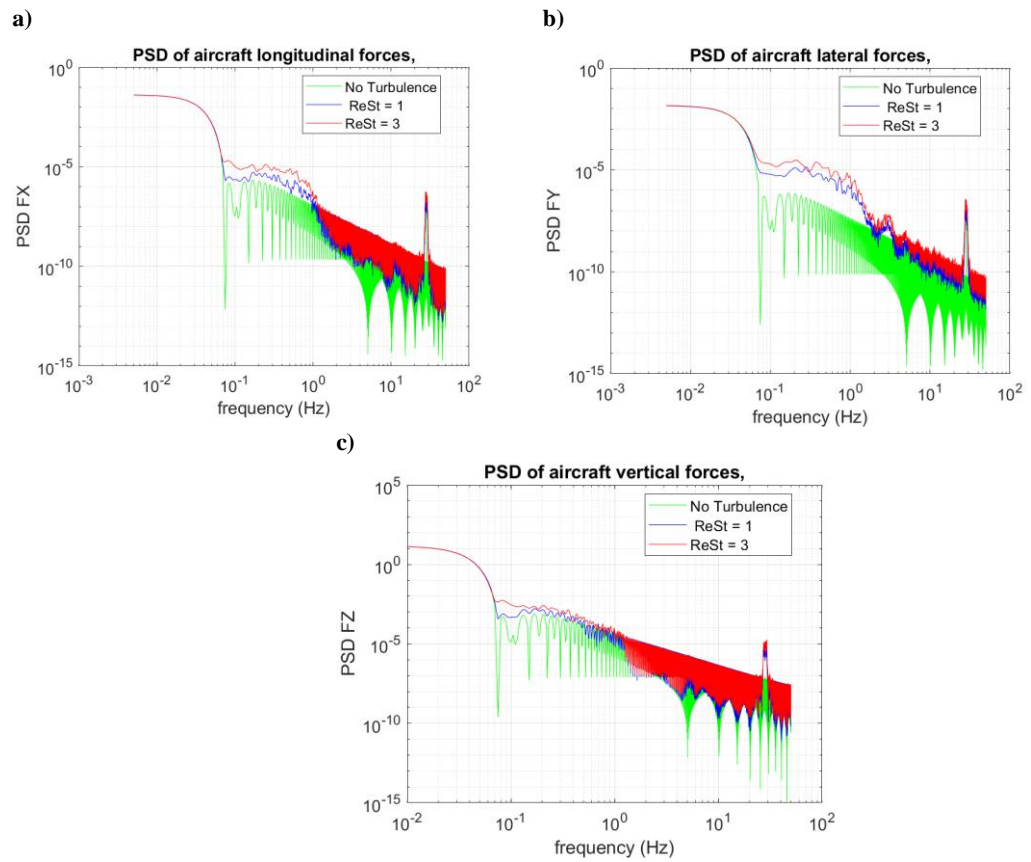 a)
PSD of aircraft longitudinal forces,
10^0
10^-5
10^-10
10^-15
PSD FX
No Turbulence
ReSt = 1
ReSt = 3
10^-3 10^-2 10^-1 10^0 10^1 10^2
frequency (Hz)
b)
PSD of aircraft lateral forces,
10^0
10^-5
10^-10
10^-15
PSD FY
No Turbulence
ReSt = 1
ReSt = 3
10^-3 10^-2 10^-1 10^0 10^1 10^2
frequency (Hz)
c)
PSD of aircraft vertical forces,
10^5
10^0
10^-5
10^-10
10^-15
PSD FZ
No Turbulence
ReSt = 1
ReSt = 3
10^-2 10^-1 10^0 10^1 10^2
frequency (Hz)